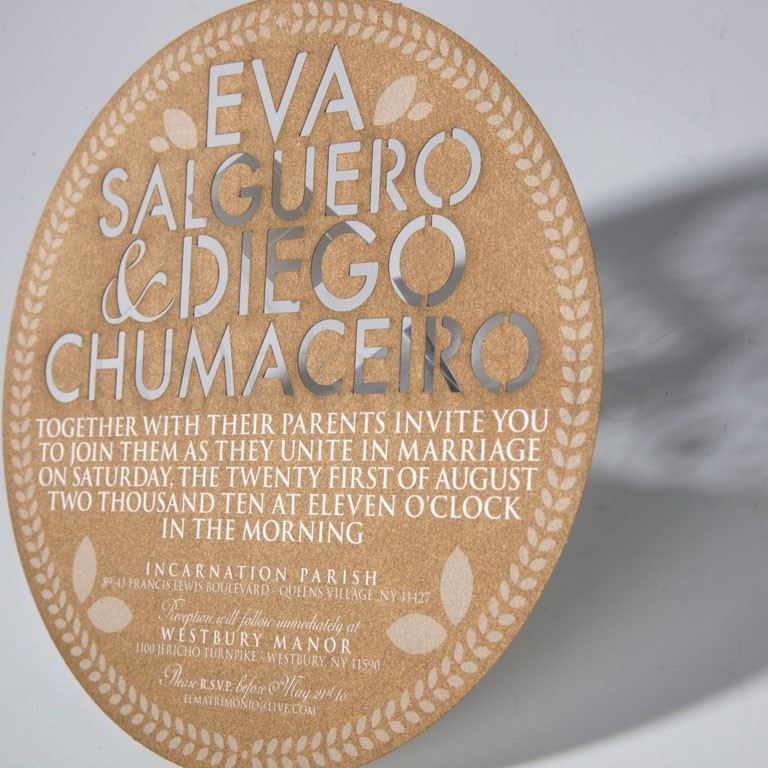 EVA
SALGUERO
& DIEGO
CHUMACEIRO
TOGETHER WITH THEIR PARENTS INVITE YOU
TO JOIN THEM AS THEY UNITE IN MARRIAGE
ON SATURDAY, THE TWENTY FIRST OF AUGUST
TWO THOUSAND TEN AT ELEVEN O'CLOCK
IN THE MORNING
INCARNATION PARISH
89-43 FRANCIS LEWIS BOULEVARD - QUEENS VILLAGE, NY 11427
Reception will follow immediately at
WESTBURY MANOR
1100 JERICHO TURNPIKE - WESTBURY, NY 11590
Please R.S.V.P. before May 21st to
ELMATRIMONIO@LIVE.COM